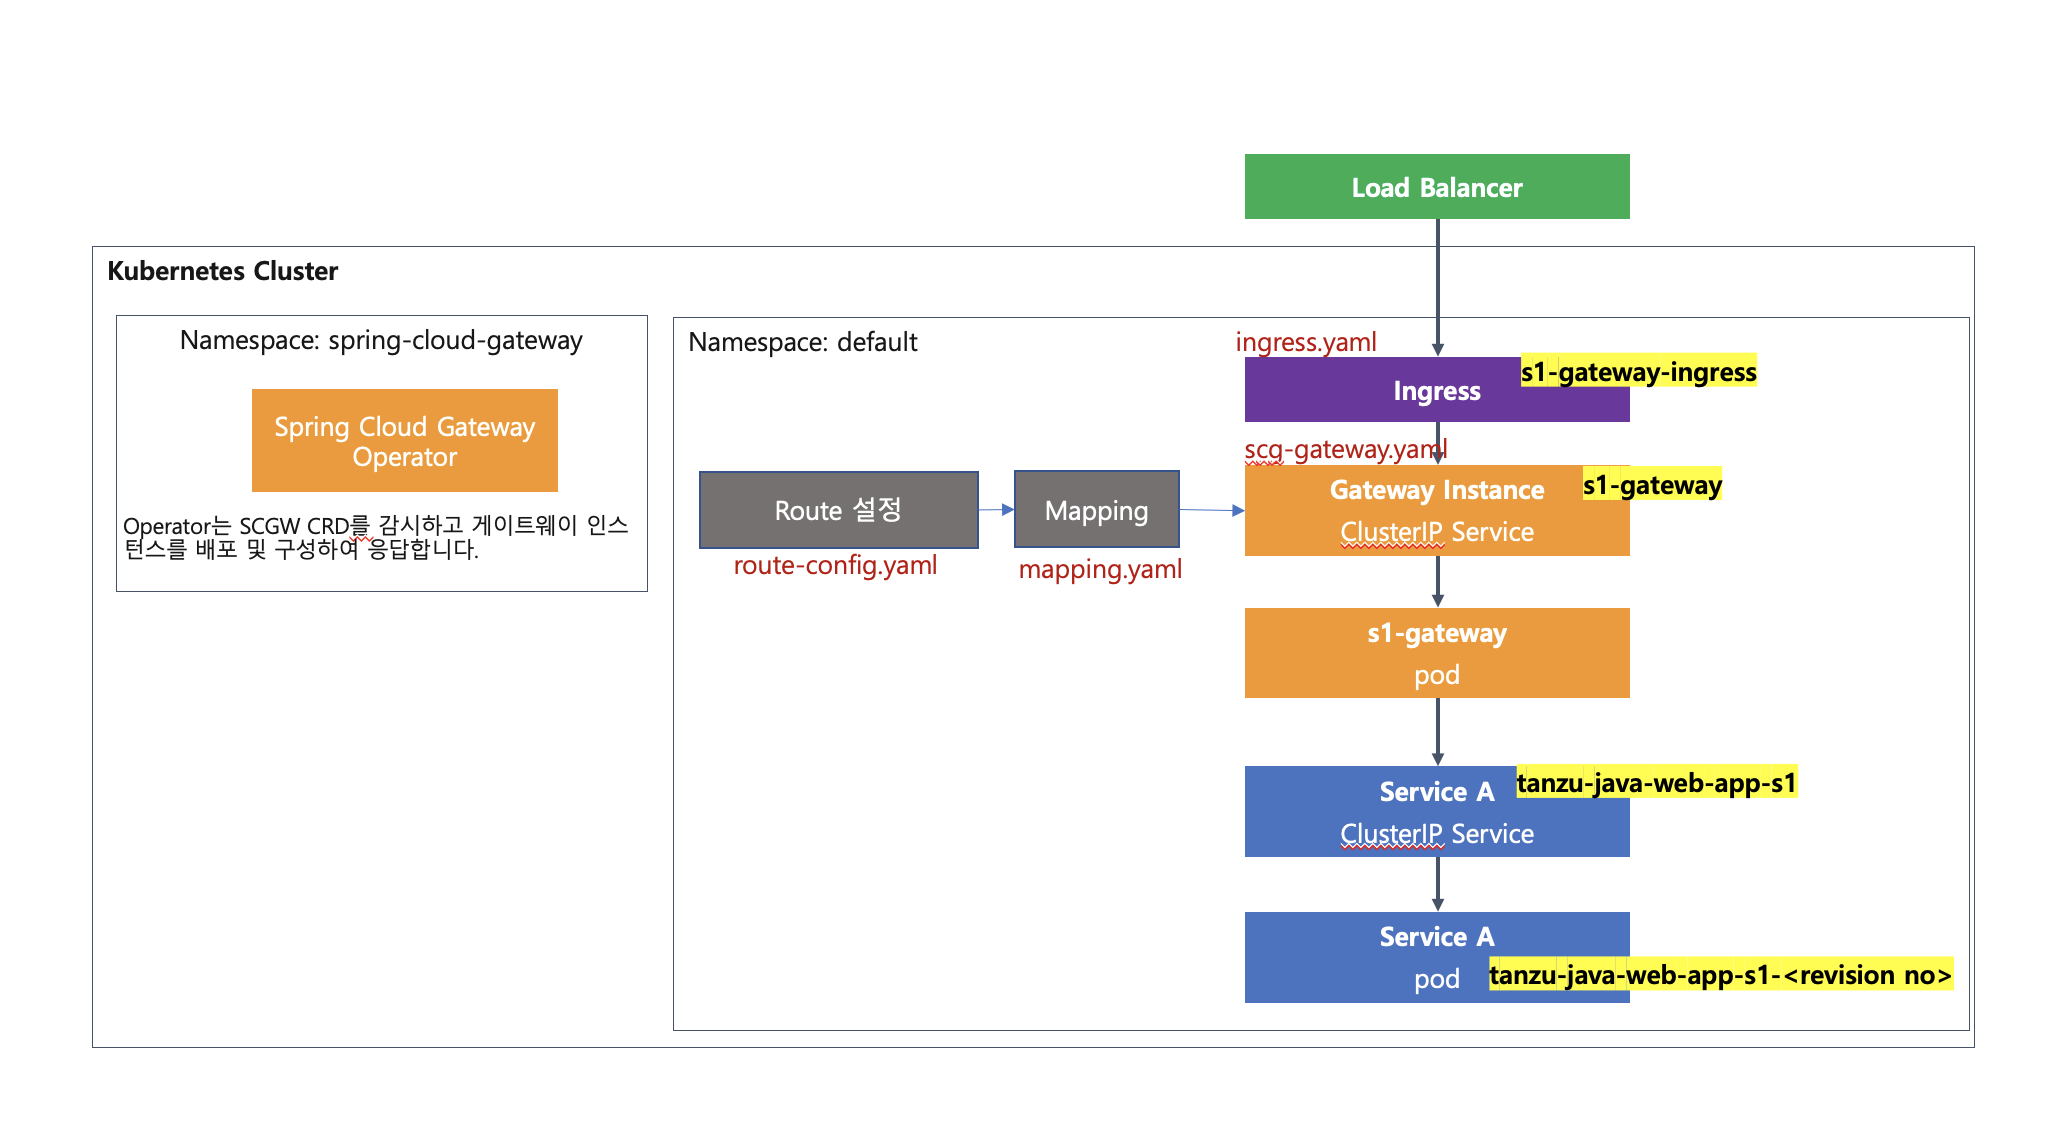 Load Balancer
Kubernetes Cluster
Namespace: spring-cloud-gateway
Spring Cloud Gateway
Operator
Operator는 SCGW CRD를 감시하고 게이트웨이 인스
턴스를 배포 및 구성하여 응답합니다.
Namespace: default
ingress.yaml
s1-gateway-ingress
Ingress
scg-gateway.yaml
Route 설정
route-config.yaml
Mapping
mapping.yaml
Gateway Instance
s1-gateway
ClusterIP Service
s1-gateway
pod
Service A
tanzu-java-web-app-s1
ClusterIP Service
Service A
pod
tanzu-java-web-app-s1-<revision no>